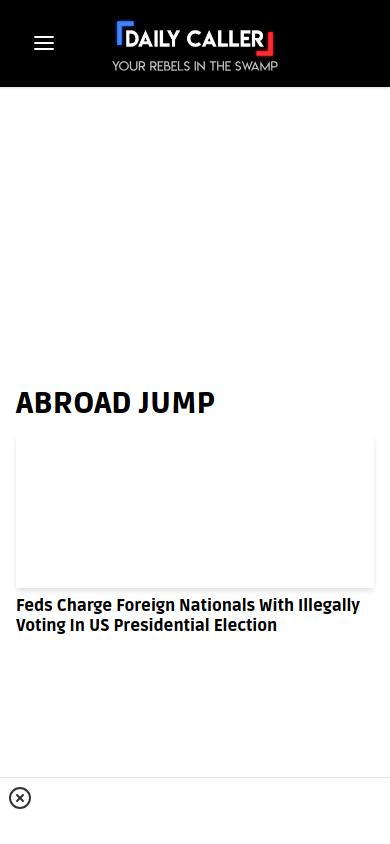 DAILY CALLER
YOUR REBELS IN THE SWAMP
ABROAD JUMP
Feds Charge Foreign Nationals With Illegally
Voting In US Presidential Election